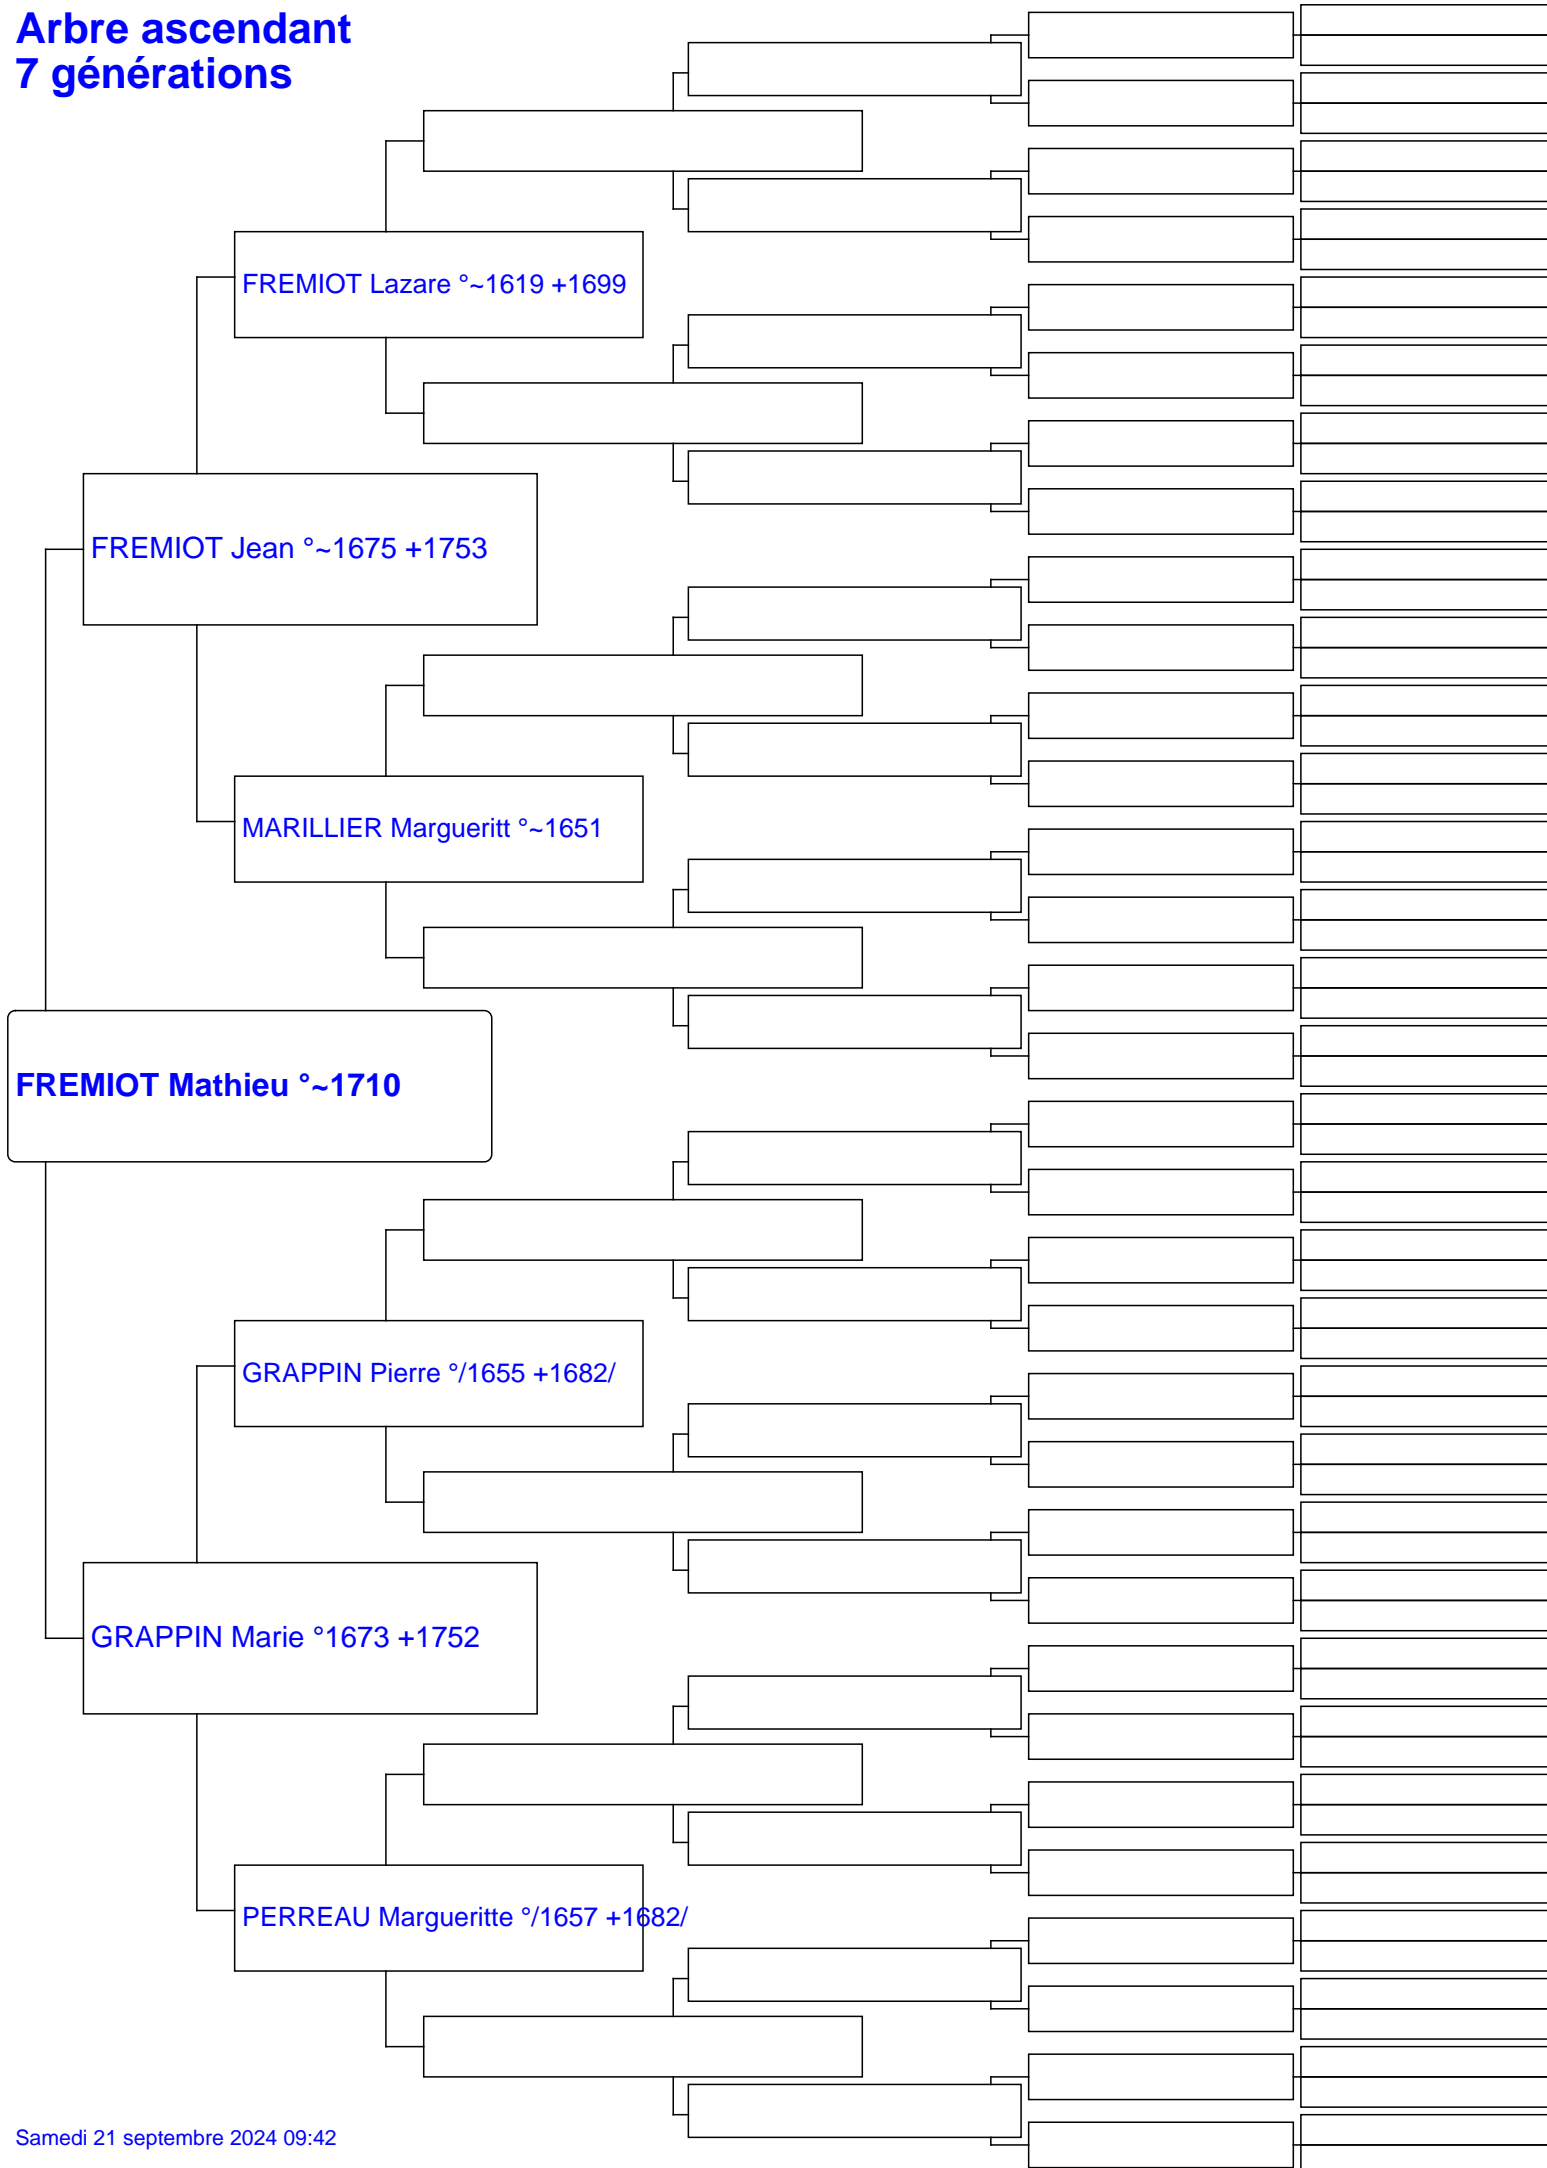 Arbre ascendant
7 générations
FREMIOT Lazare °~1619 +1699
FREMIOT Jean °~1675 +1753
MARILLIER Margueritt °~1651
FREMIOT Mathieu °~1710
GRAPPIN Pierre °/1655 +1682/
GRAPPIN Marie °1673 +1752
PERREAU Margueritte °/1657 +1682/
Samedi 21 septembre 2024 09:42